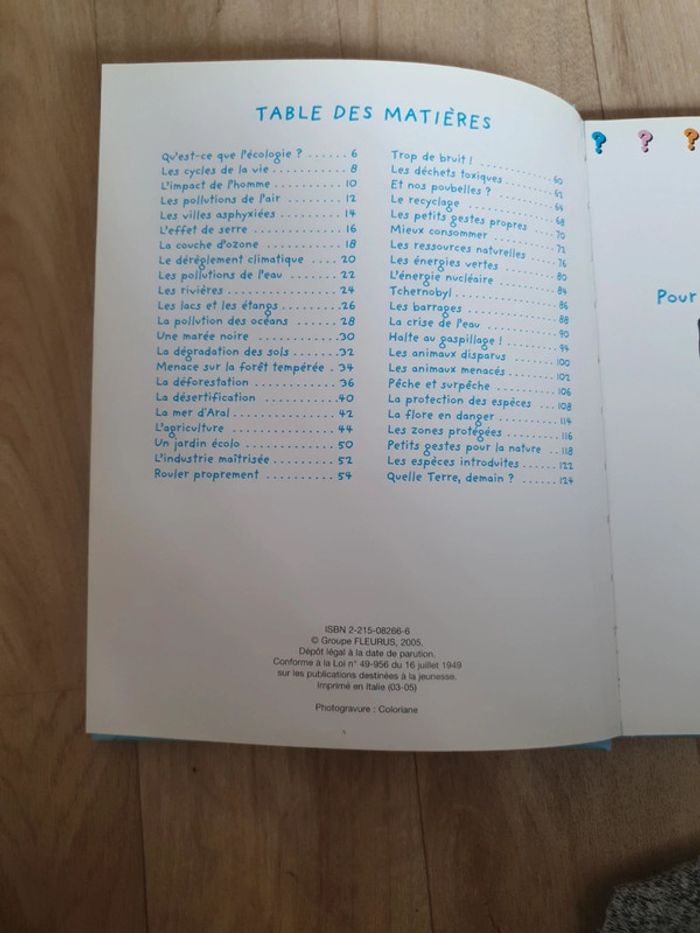 TABLE DES MATIÈRES
Qu'est-ce que l'écologie ? ...... 6
Les cycles de la vie .......... 8
L'impact de l'homme .......... 10
Les pollutions de l'air ........ 12
Les villes asphyxiées ......... 14
L'effet de serre ............ 16
La couche d'ozone ........... 18
Le dérèglement climatique ..... 20
Les pollutions de l'eau ........ 22
Les rivières ............... 24
Les lacs et les étangs ........ 26
La pollution des océans ....... 28
Une marée noire ............ 30
La dégradation des sols ....... 32
Menace sur la forêt tempérée . 34
La déforestation ............ 36
La désertification ........... 40
La mer d'Aral .............. 42
L'agriculture .............. 44
Un jardin écolo ............. 50
L'industrie maîtrisée ......... 52
Rouler proprement .......... 54
Trop de bruit ! ............. 60
Les déchets toxiques ........ 62
Et nos poubelles ? .......... 64
Le recyclage .............. 68
Les petits gestes propres .... 70
Mieux consommer .......... 72
Les ressources naturelles .... 76
Les énergies vertes ........ 80
L'énergie nucléaire ......... 84
Tchernobyl ............... 86
Les barrages .............. 88
La crise de l'eau ........... 90
Halte au gaspillage ! ........ 94
Les animaux disparus ...... 100
Les animaux menacés ...... 102
Pêche et surpêche ......... 106
La protection des espèces ... 108
La flore en danger ......... 114
Les zones protégées ........ 116
Petits gestes pour la nature .. 118
Les espèces introduites ...... 122
Quelle Terre, demain ? ...... 124
ISBN 2-215-08266-6
© Groupe FLEURUS, 2005.
Dépôt légal à la date de parution.
Conforme à la Loi n° 49-956 du 16 juillet 1949
sur les publications destinées à la jeunesse.
Imprimé en Italie (03-05)
Photogravure : Coloriane
? ? ?
Pour